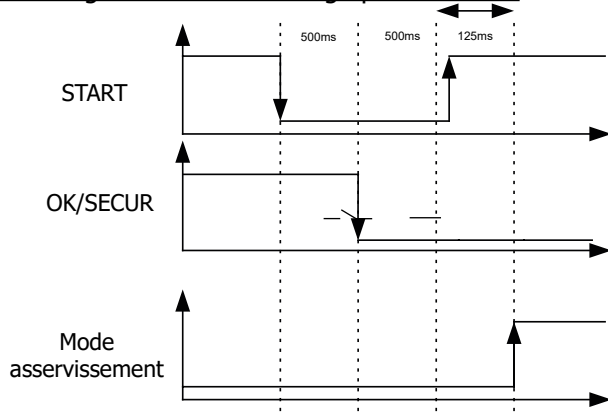 500ms 500ms 125ms
START
OK/SECUR
Mode
asservissement